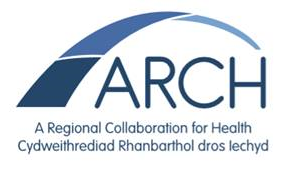 ARCH
A Regional Collaboration for Health
Cydweithrediad Rhanbarthol dros Iechyd